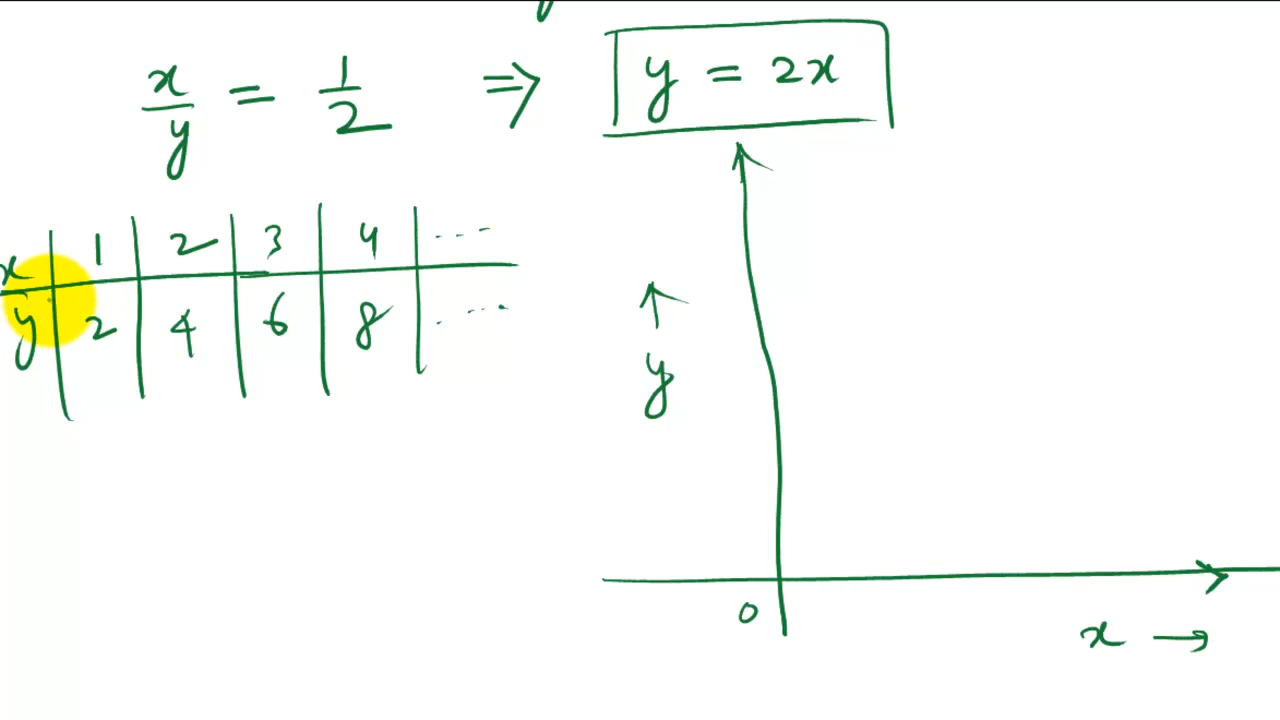 x/y = 1/2 ⇒ y = 2x
x | 1 | 2 | 3 | 4 | ....
y | 2 | 4 | 6 | 8 | ....
↑
y
0
x →